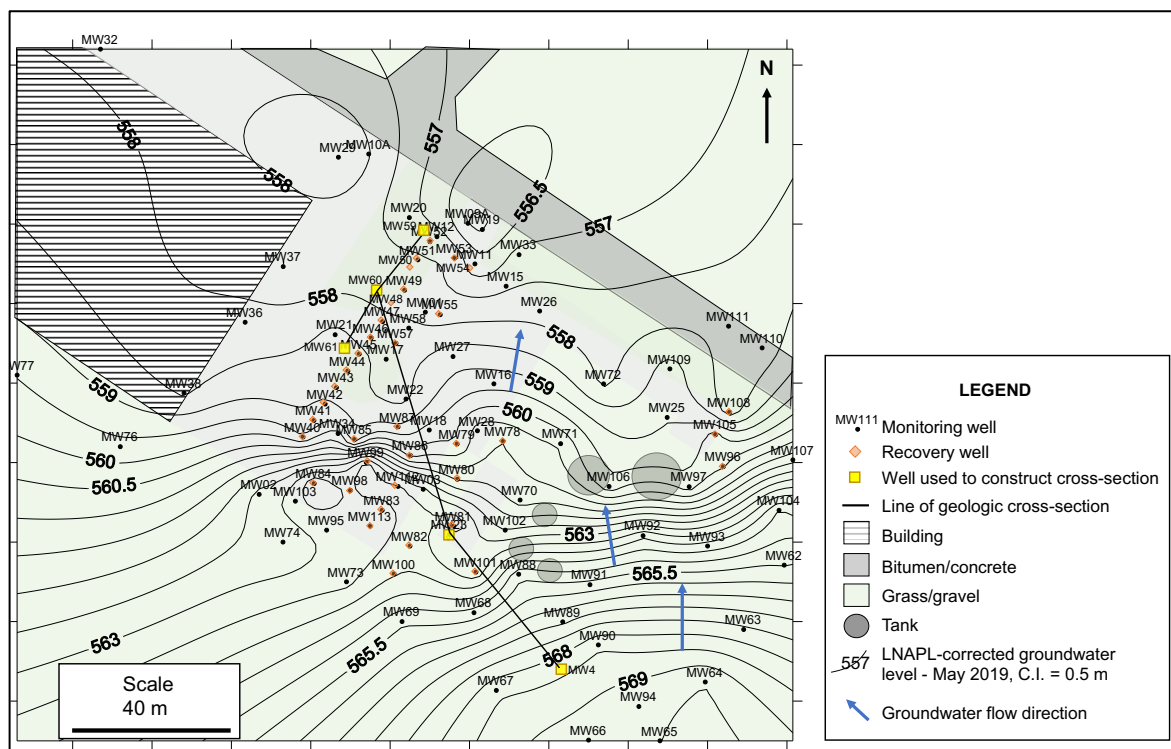 MW32
N
558
557
MW29
MW10A
558
556.5
MW20
MW09A
MW19
MW59
MW12
MW52
557
MW33
MW51
MW53
MW50
MW54
MW11
MW37
MW15
MW60
MW49
558
MW48
MW01
MW55
MW26
MW47
MW36
MW58
MW111
MW21
MW46
MW57
558
MW110
MW61
MW45
MW17
MW27
MW109
MW77
MW44
MW38
MW43
MW16
559
MW72
559
MW22
MW42
MW108
MW41
MW87
MW18
MW28
560
MW25
MW76
MW40
MW34
MW85
MW79
MW78
MW71
MW105
560
MW86
MW99
MW96
MW107
560.5
MW84
MW98
MW80
MW02
MW103
MW03
MW106
MW97
MW70
MW83
MW104
MW113
MW81
MW95
MW102
563
MW92
MW74
MW23
MW82
MW93
MW62
MW73
MW100
MW101
MW88
MW91
565.5
MW69
MW68
MW89
MW63
563
MW90
565.5
568
MW4
MW67
569
MW64
MW94
MW66
MW65
Scale
40 m
LEGEND
MW111 Monitoring well
Recovery well
Well used to construct cross-section
Line of geologic cross-section
Building
Bitumen/concrete
Grass/gravel
Tank
557 LNAPL-corrected groundwater
level - May 2019, C.I. = 0.5 m
Groundwater flow direction